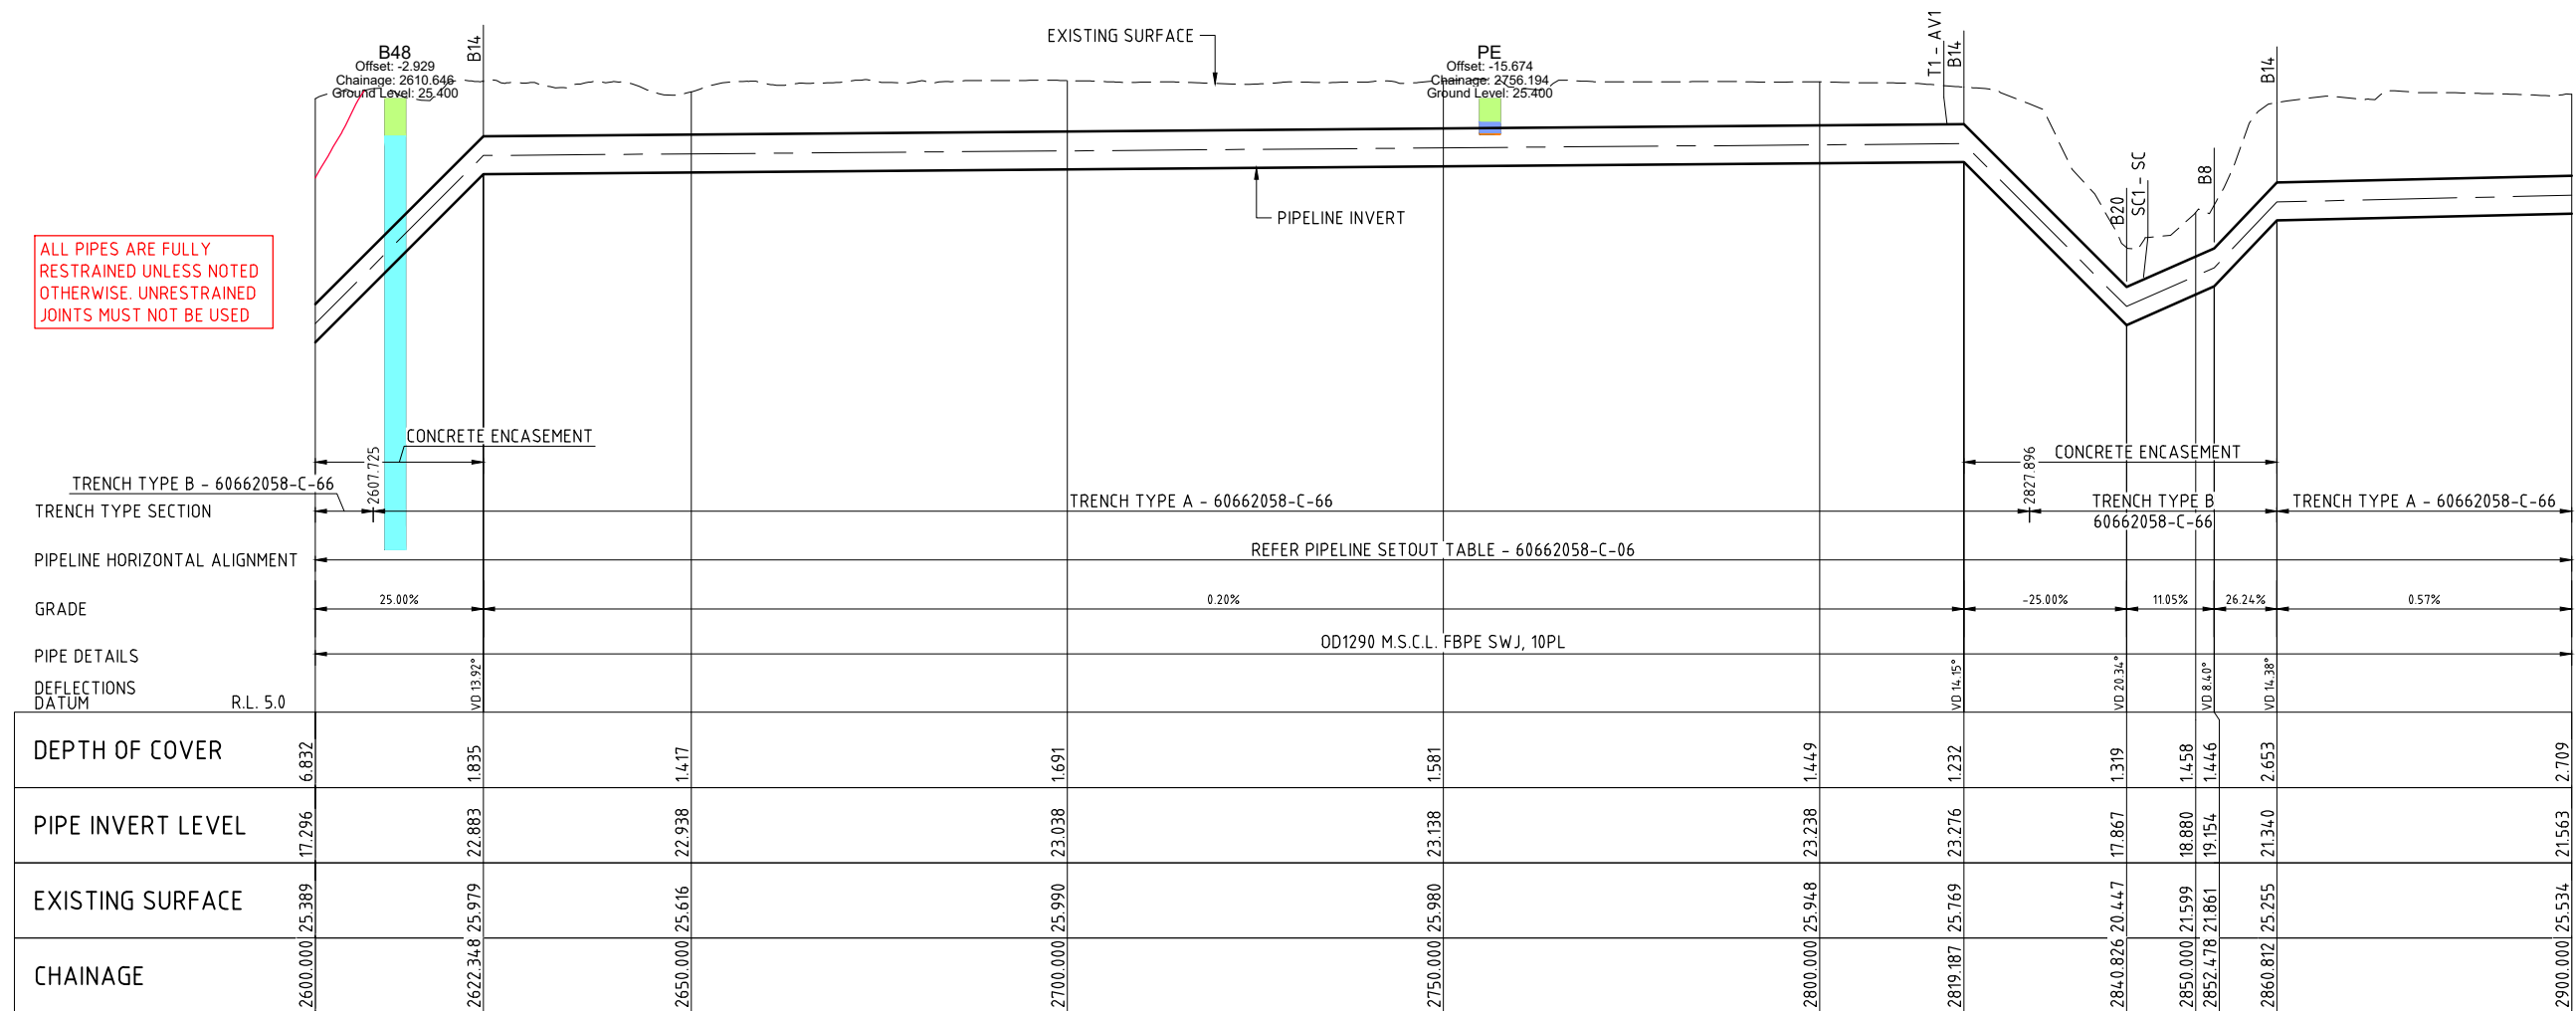 B48
Offset: -2.929
Chainage: 2610.646
Ground Level: 25.400
B14
EXISTING SURFACE
PE
Offset: -15.674
Chainage: 2756.194
Ground Level: 25.400
T1 - AV1
B14
B14
B20
SC1 - SC
B8
PIPELINE INVERT
ALL PIPES ARE FULLY
RESTRAINED UNLESS NOTED
OTHERWISE. UNRESTRAINED
JOINTS MUST NOT BE USED
CONCRETE ENCASEMENT
2607.725
CONCRETE ENCASEMENT
2827.896
TRENCH TYPE B - 60662058-C-66
TRENCH TYPE SECTION
TRENCH TYPE A - 60662058-C-66
TRENCH TYPE B
60662058-C-66
TRENCH TYPE A - 60662058-C-66
PIPELINE HORIZONTAL ALIGNMENT
REFER PIPELINE SETOUT TABLE - 60662058-C-06
GRADE
25.00%
0.20%
-25.00%
11.05%
26.24%
0.57%
PIPE DETAILS
OD1290 M.S.C.L. FBPE SWJ, 10PL
DEFLECTIONS
VD 13.92°
VD 14.15°
VD 20.34°
VD 8.40°
VD 14.38°
DATUM R.L. 5.0
DEPTH OF COVER 6.832 1.835 1.417 1.691 1.581 1.449 1.232 1.319 1.458 1.446 2.653 2.709
PIPE INVERT LEVEL 17.296 22.883 22.938 23.038 23.138 23.238 23.276 17.867 18.880 19.154 21.340 21.563
EXISTING SURFACE 25.389 25.979 25.616 25.990 25.980 25.948 25.769 20.447 21.599 21.861 25.255 25.534
CHAINAGE 2600.000 2622.348 2650.000 2700.000 2750.000 2800.000 2819.187 2840.826 2850.000 2852.478 2860.812 2900.000